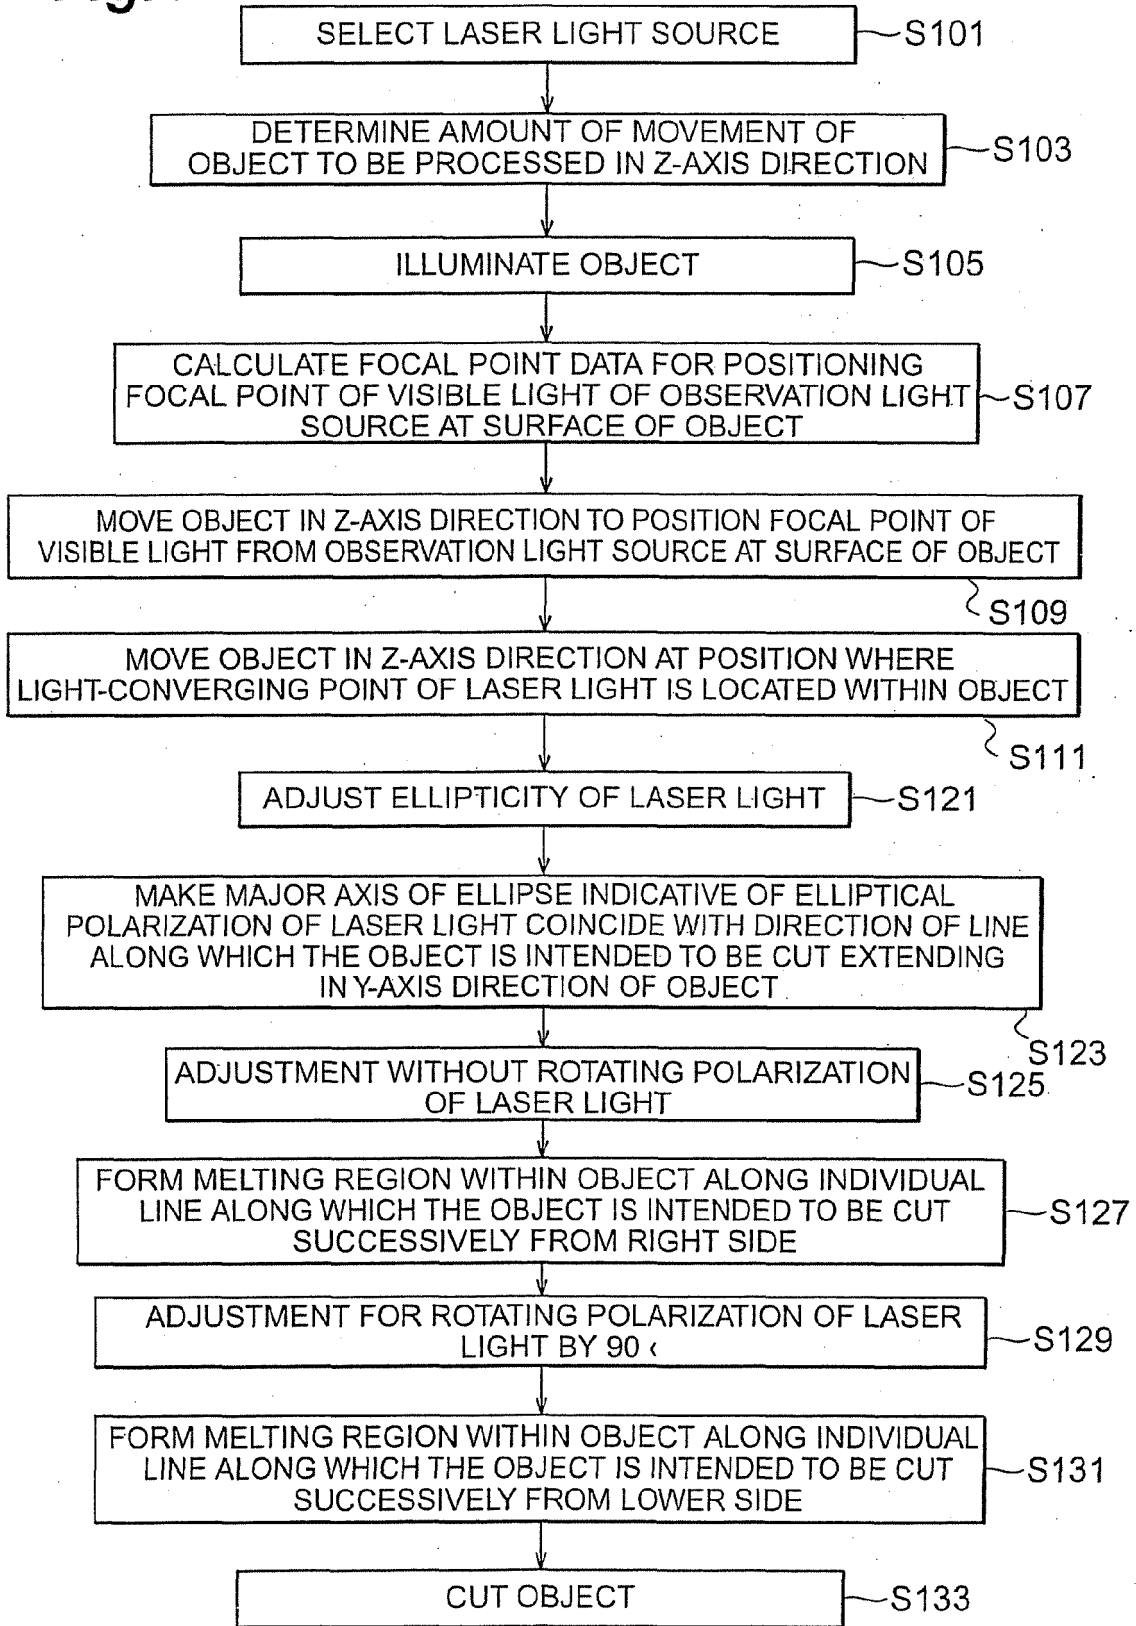 SELECT LASER LIGHT SOURCE
S101
DETERMINE AMOUNT OF MOVEMENT OF
OBJECT TO BE PROCESSED IN Z-AXIS DIRECTION
S103
ILLUMINATE OBJECT
S105
CALCULATE FOCAL POINT DATA FOR POSITIONING
FOCAL POINT OF VISIBLE LIGHT OF OBSERVATION LIGHT
SOURCE AT SURFACE OF OBJECT
S107
MOVE OBJECT IN Z-AXIS DIRECTION TO POSITION FOCAL POINT OF
VISIBLE LIGHT FROM OBSERVATION LIGHT SOURCE AT SURFACE OF OBJECT
S109
MOVE OBJECT IN Z-AXIS DIRECTION AT POSITION WHERE
LIGHT-CONVERGING POINT OF LASER LIGHT IS LOCATED WITHIN OBJECT
S111
ADJUST ELLIPTICITY OF LASER LIGHT
S121
MAKE MAJOR AXIS OF ELLIPSE INDICATIVE OF ELLIPTICAL
POLARIZATION OF LASER LIGHT COINCIDE WITH DIRECTION OF LINE
ALONG WHICH THE OBJECT IS INTENDED TO BE CUT EXTENDING
IN Y-AXIS DIRECTION OF OBJECT
S123
ADJUSTMENT WITHOUT ROTATING POLARIZATION
OF LASER LIGHT
S125
FORM MELTING REGION WITHIN OBJECT ALONG INDIVIDUAL
LINE ALONG WHICH THE OBJECT IS INTENDED TO BE CUT
SUCCESSIVELY FROM RIGHT SIDE
S127
ADJUSTMENT FOR ROTATING POLARIZATION OF LASER
LIGHT BY 90 ‹
S129
FORM MELTING REGION WITHIN OBJECT ALONG INDIVIDUAL
LINE ALONG WHICH THE OBJECT IS INTENDED TO BE CUT
SUCCESSIVELY FROM LOWER SIDE
S131
CUT OBJECT
S133